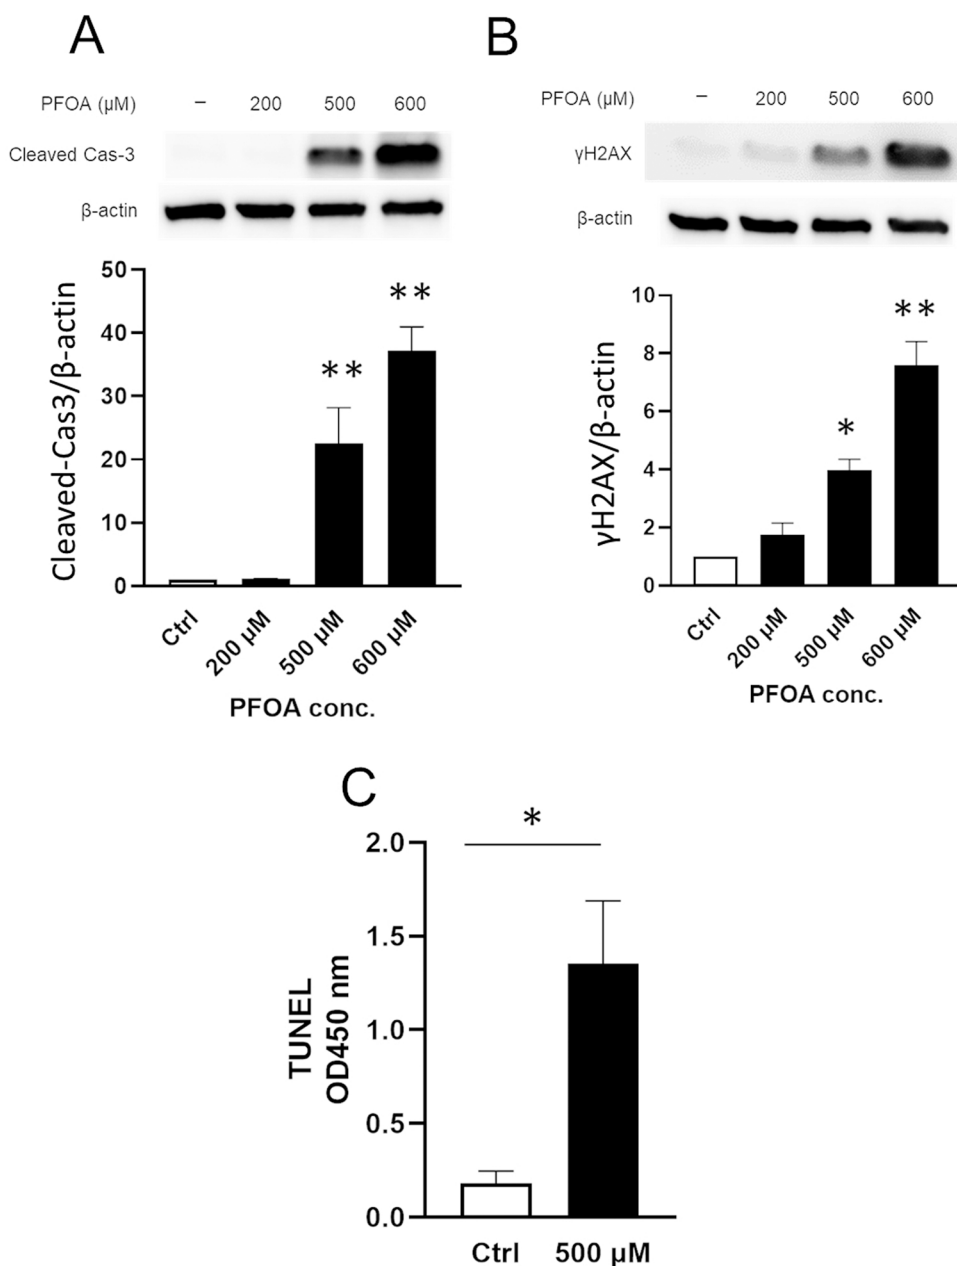 A
PFOA (µM) – 200 500 600
Cleaved Cas-3
β-actin
50
40
30
20
10
0
Cleaved-Cas3/β-actin
**
**
Ctrl
200 µM
500 µM
600 µM
PFOA conc.
B
PFOA (µM) – 200 500 600
γH2AX
β-actin
10
8
6
4
2
0
γH2AX/β-actin
*
**
Ctrl
200 µM
500 µM
600 µM
PFOA conc.
C
*
2.0
1.5
1.0
0.5
0.0
TUNEL
OD450 nm
Ctrl
500 µM